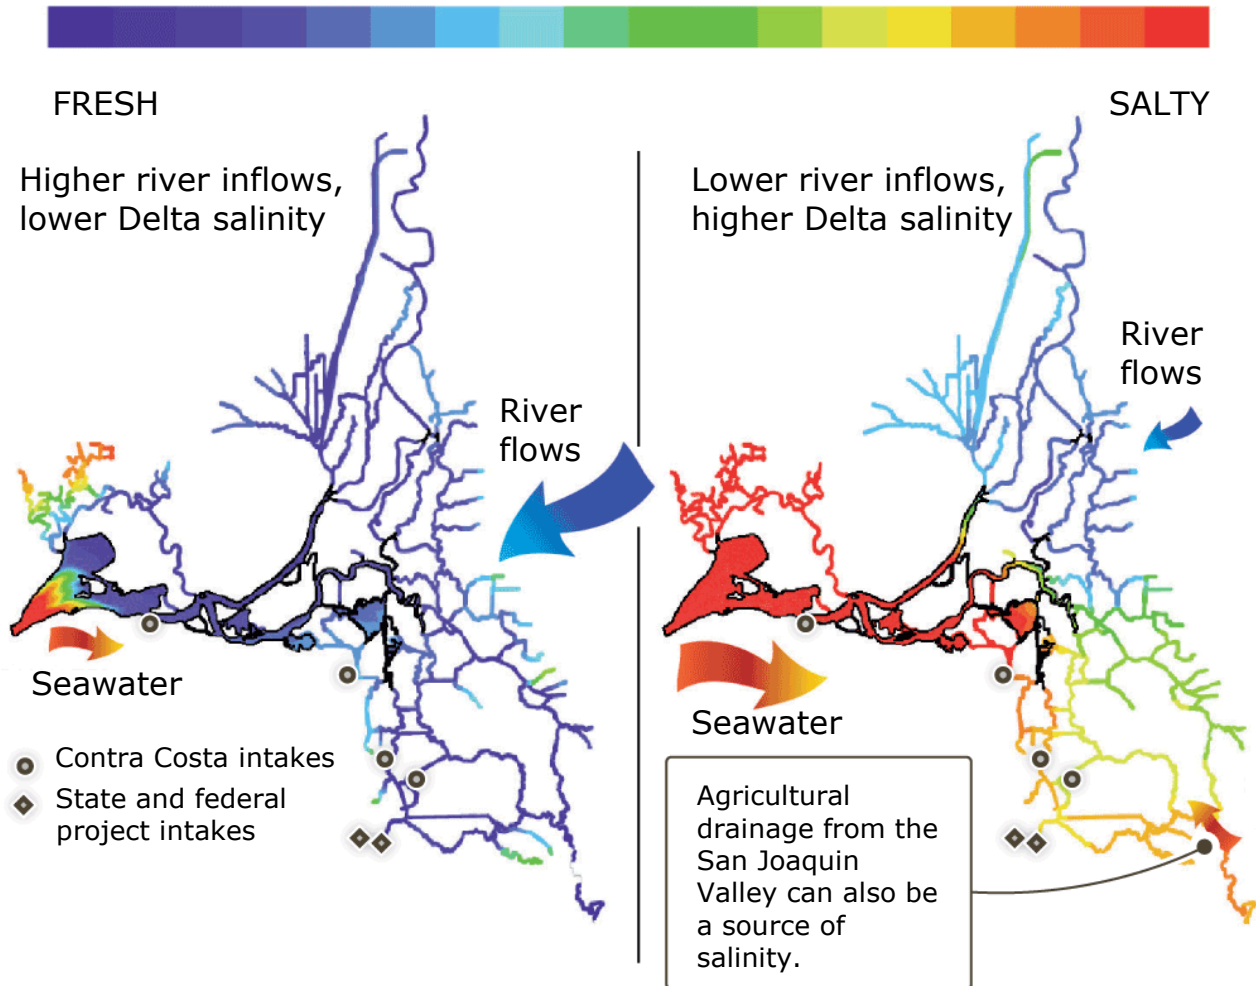 FRESH
SALTY
Higher river inflows,
lower Delta salinity
Lower river inflows,
higher Delta salinity
River
flows
River
flows
Seawater
Seawater
Contra Costa intakes
State and federal
project intakes
Agricultural
drainage from the
San Joaquin
Valley can also be
a source of
salinity.